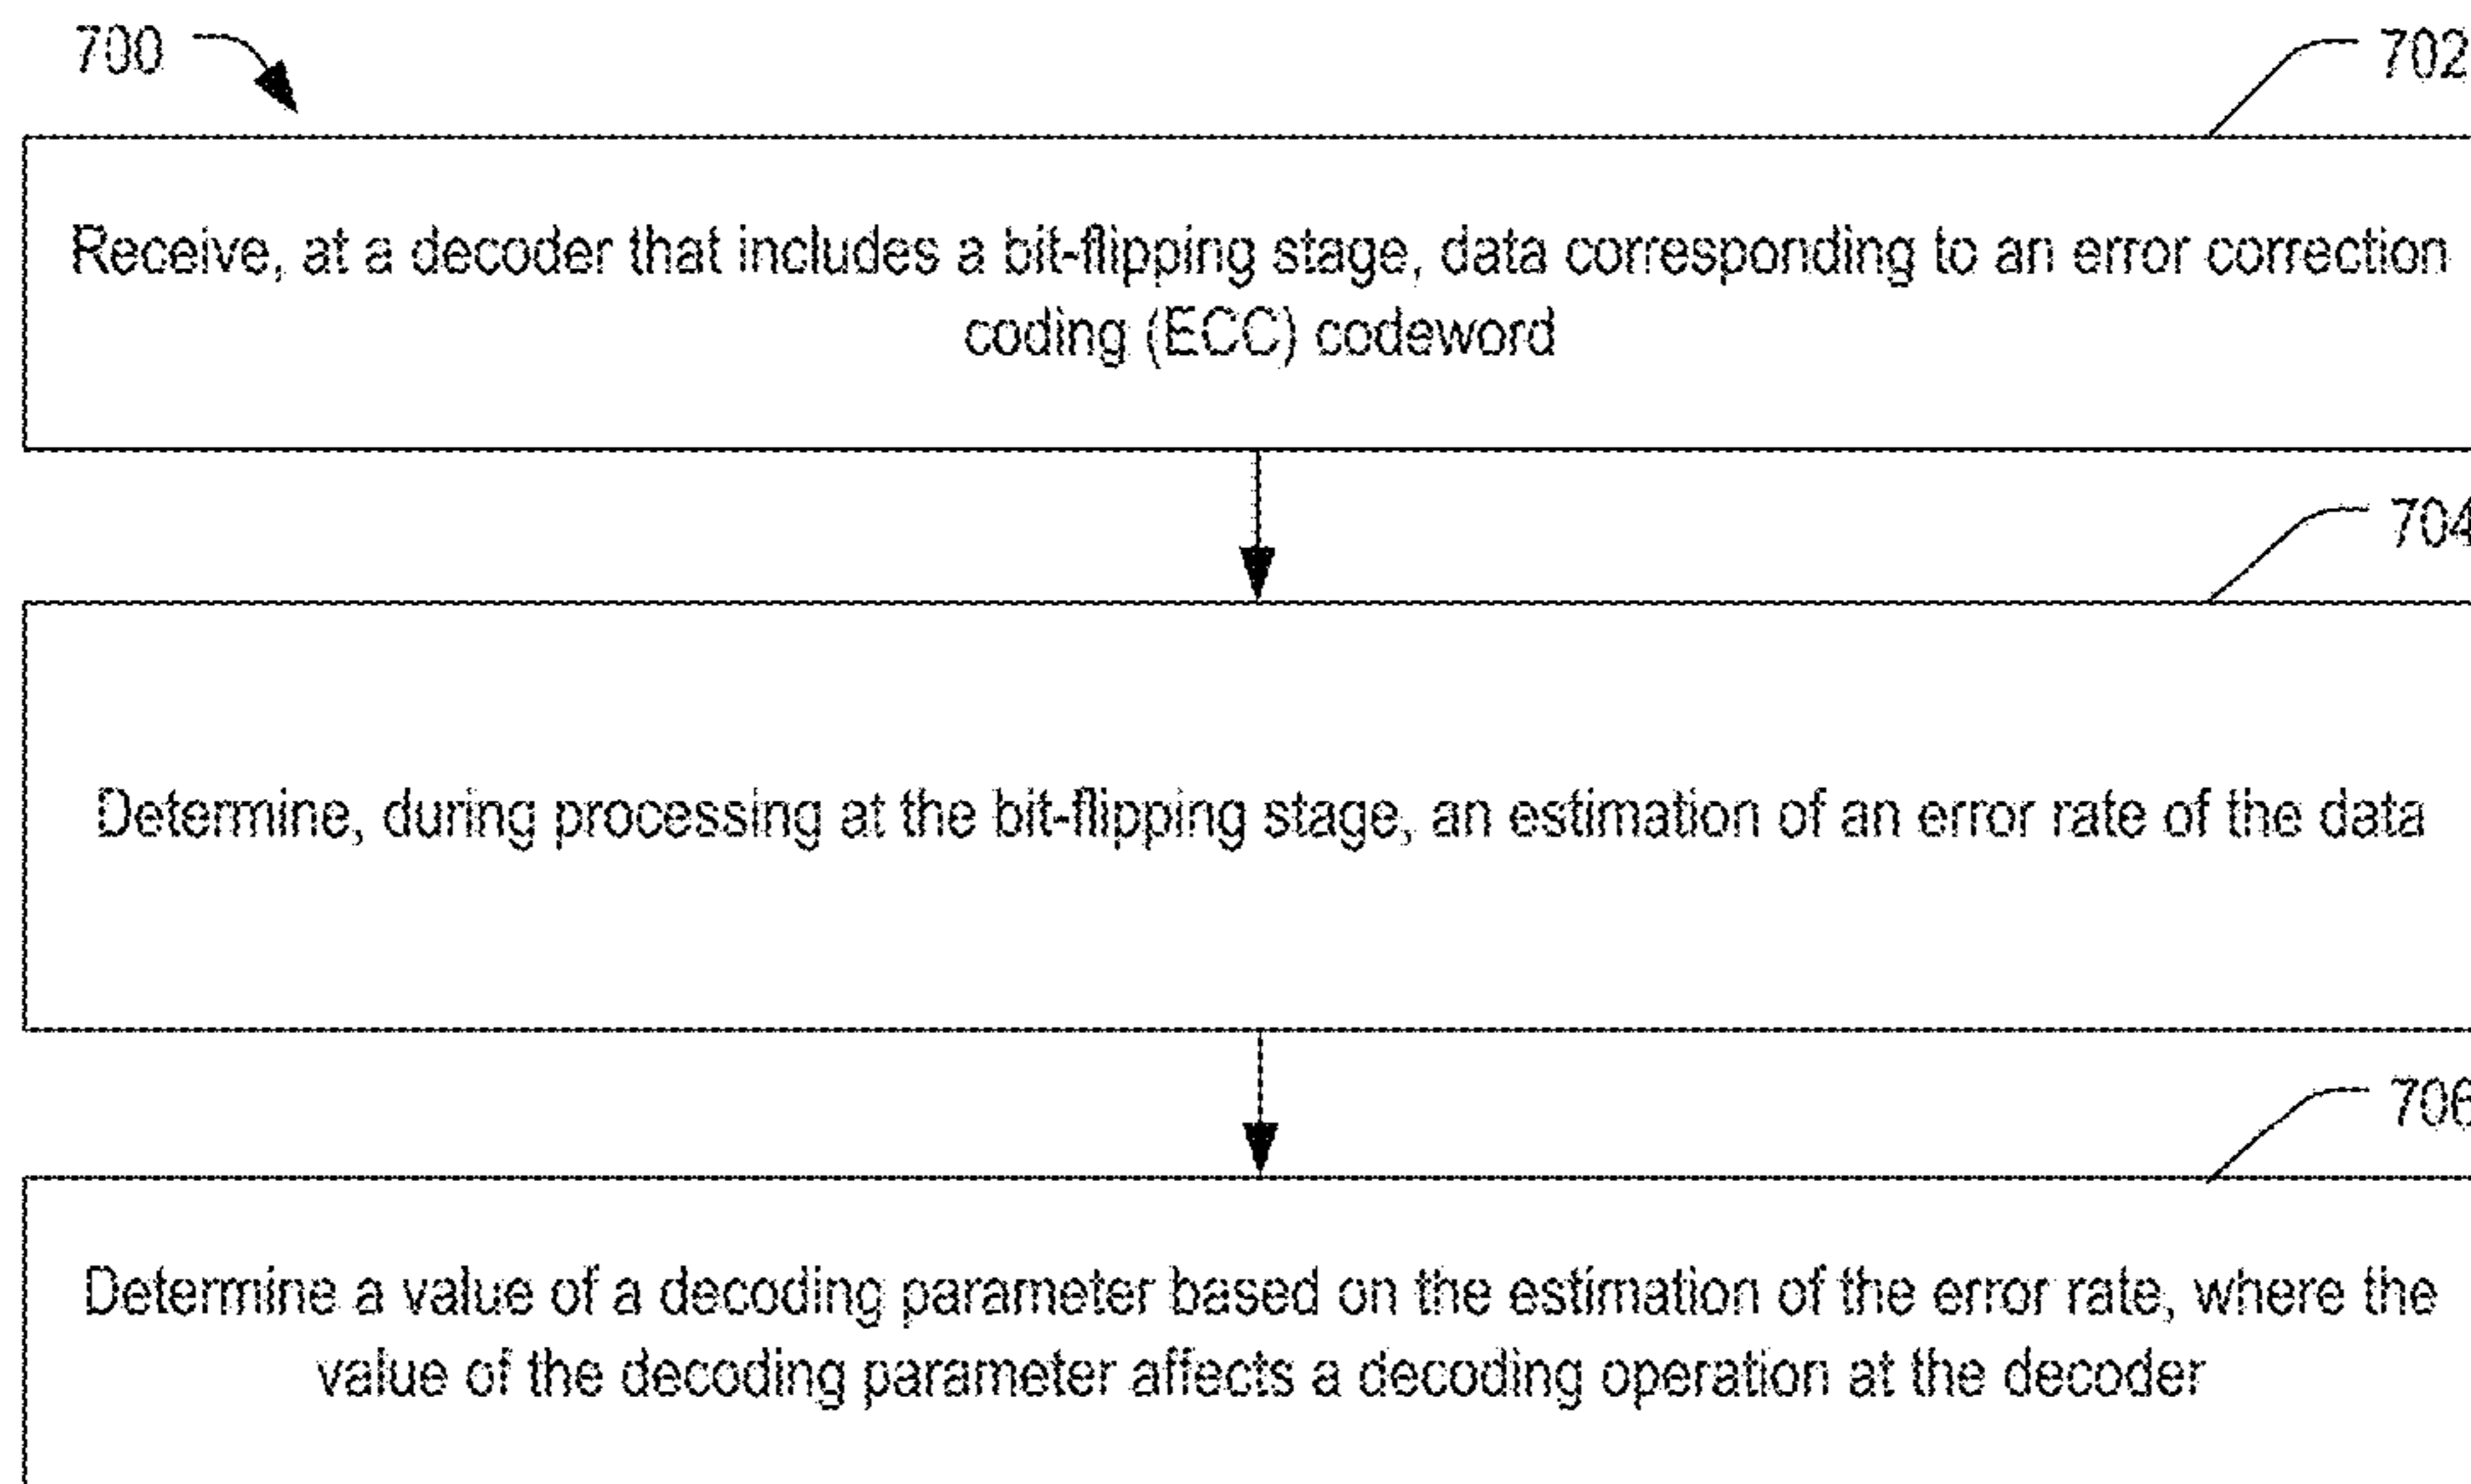 700
702
Receive, at a decoder that includes a bit-flipping stage, data corresponding to an error correction
coding (ECC) codeword
704
Determine, during processing at the bit-flipping stage, an estimation of an error rate of the data
706
Determine a value of a decoding parameter based on the estimation of the error rate, where the
value of the decoding parameter affects a decoding operation at the decoder